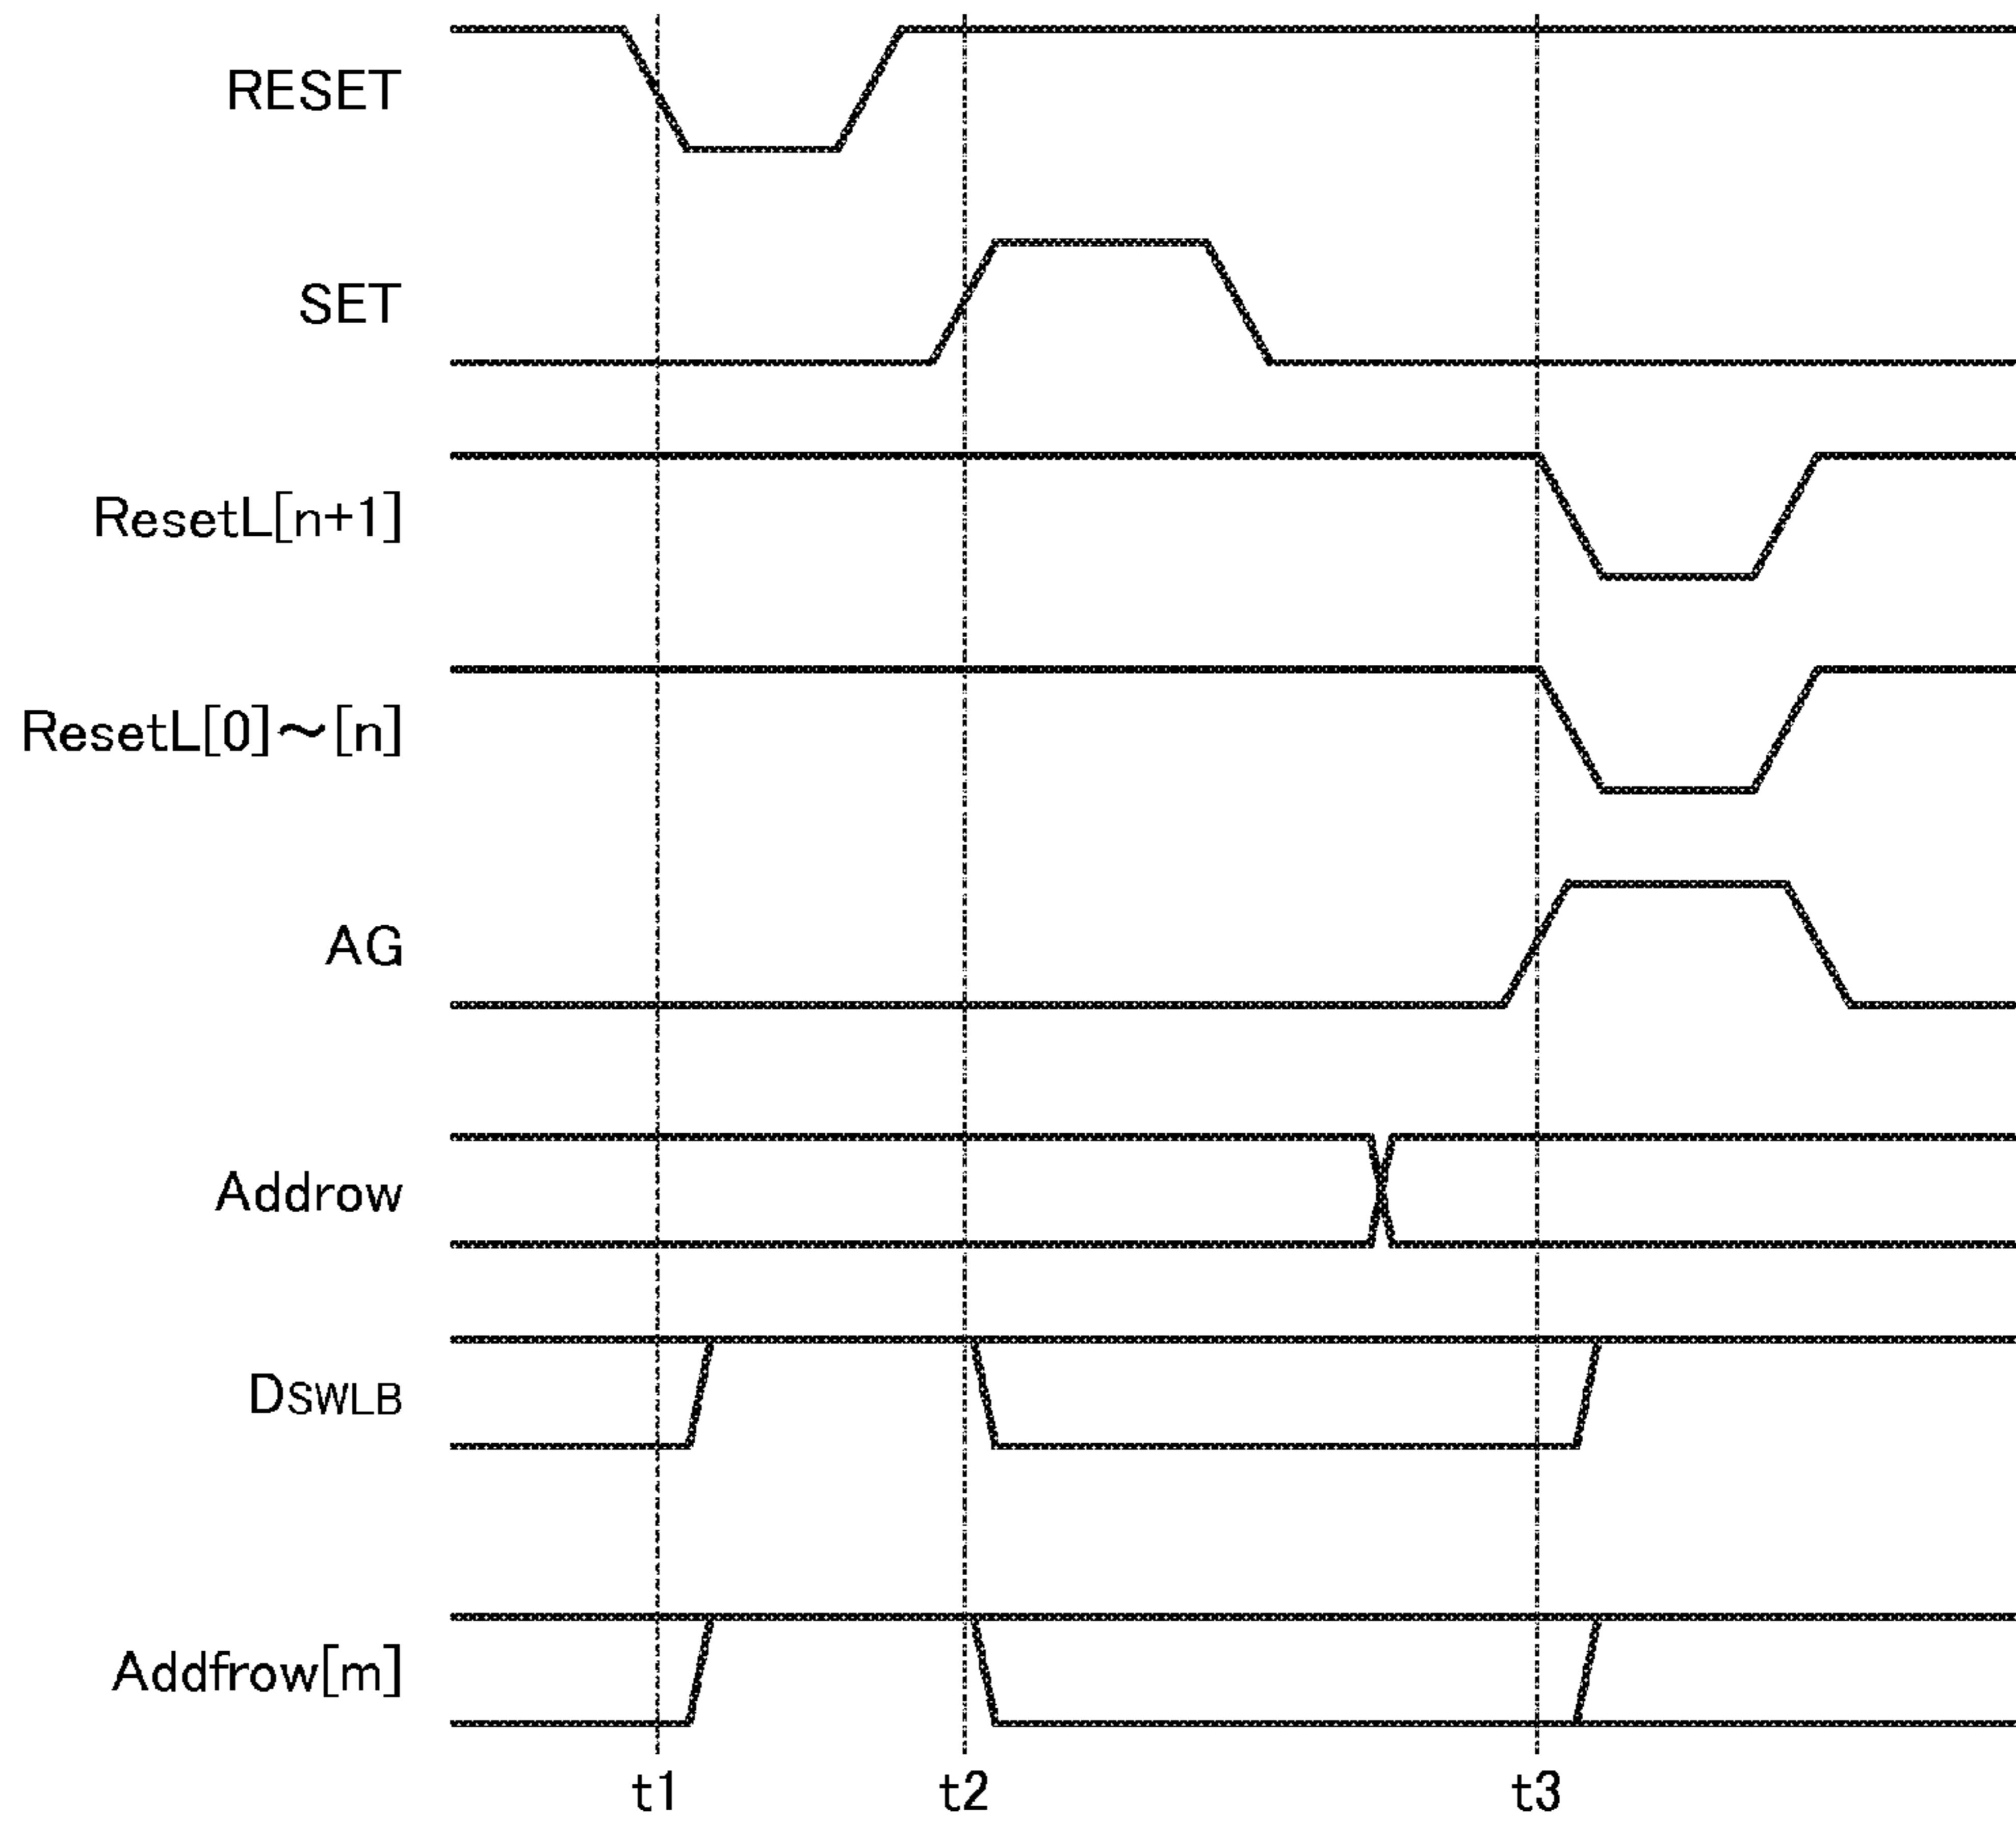 RESET
SET
ResetL[n+1]
ResetL[0]～[n]
AG
Addrow
DSWLB
Addfrow[m]
t1 t2 t3